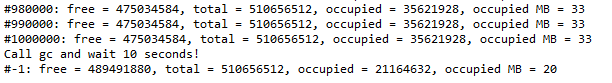 #980000: free = 475034584, total = 510656512, occupied = 35621928, occupied MB = 33
#990000: free = 475034584, total = 510656512, occupied = 35621928, occupied MB = 33
#1000000: free = 475034584, total = 510656512, occupied = 35621928, occupied MB = 33
Call gc and wait 10 seconds!
#-1: free = 489491880, total = 510656512, occupied = 21164632, occupied MB = 20